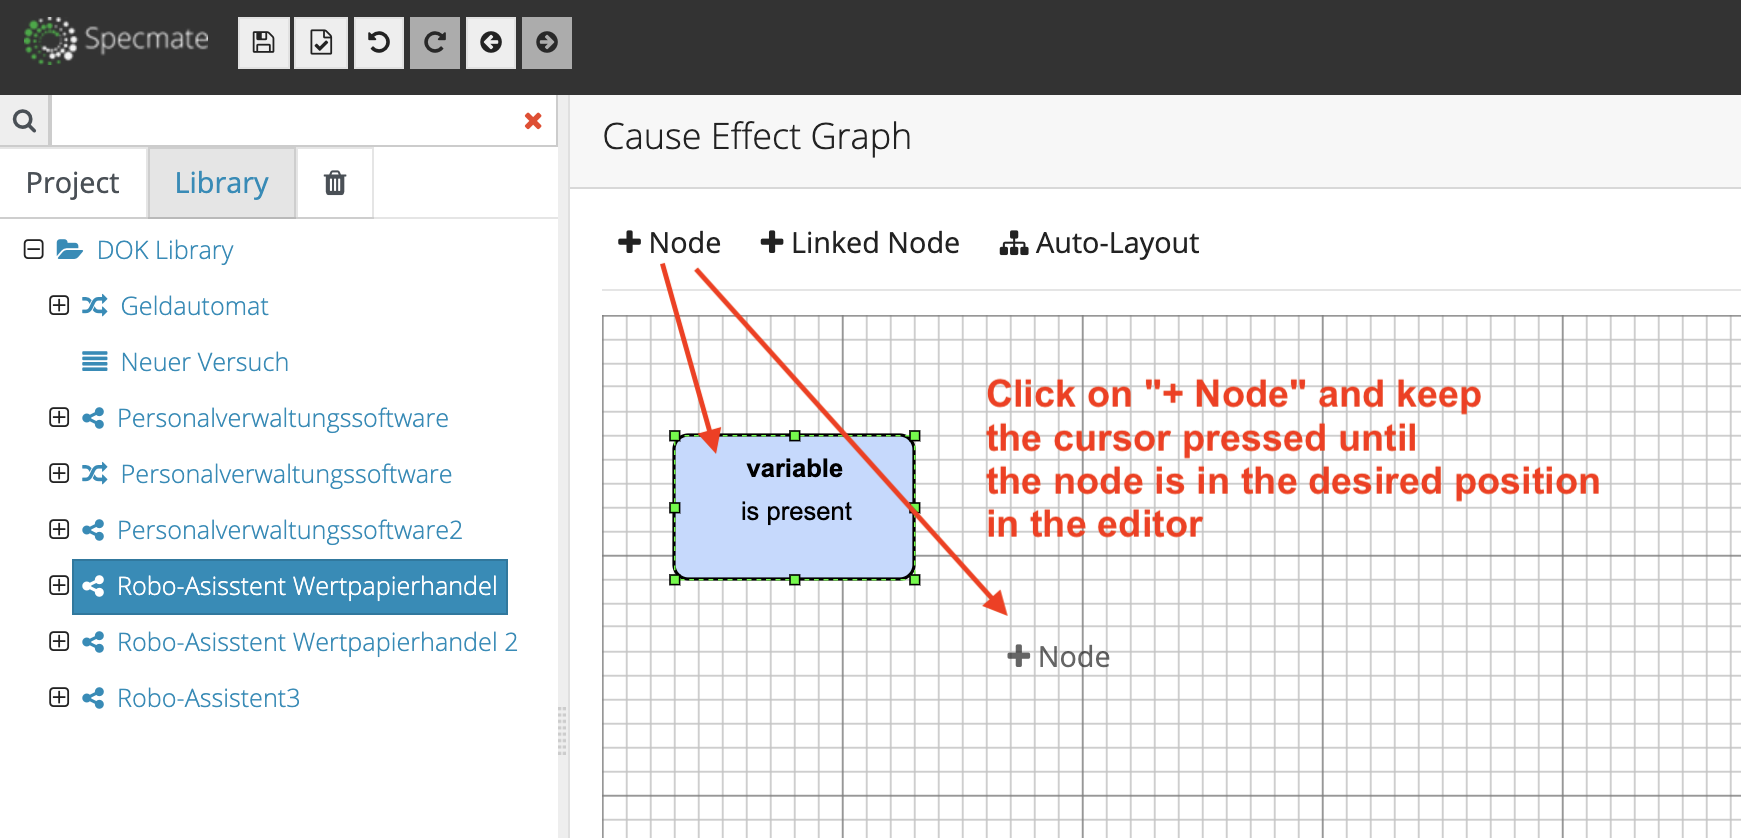 Specmate
Project
Library
DOK Library
Geldautomat
Neuer Versuch
Personalverwaltungssoftware
Personalverwaltungssoftware
Personalverwaltungssoftware2
Robo-Asisstent Wertpapierhandel
Robo-Asisstent Wertpapierhandel 2
Robo-Assistent3
Cause Effect Graph
Node
Linked Node
Auto-Layout
Click on "+ Node" and keep
the cursor pressed until
the node is in the desired position
in the editor
variable
is present
Node